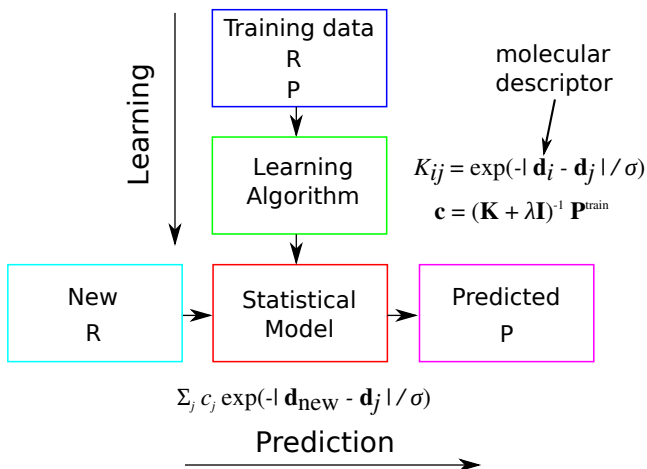 Training data
R
P
Learning
molecular
descriptor
Learning
Algorithm
Kij = exp(-| di - dj | / σ)
c = (K + λI)-1 Ptrain
New
R
Statistical
Model
Predicted
P
Σj cj exp(-| dnew - dj | / σ)
Prediction